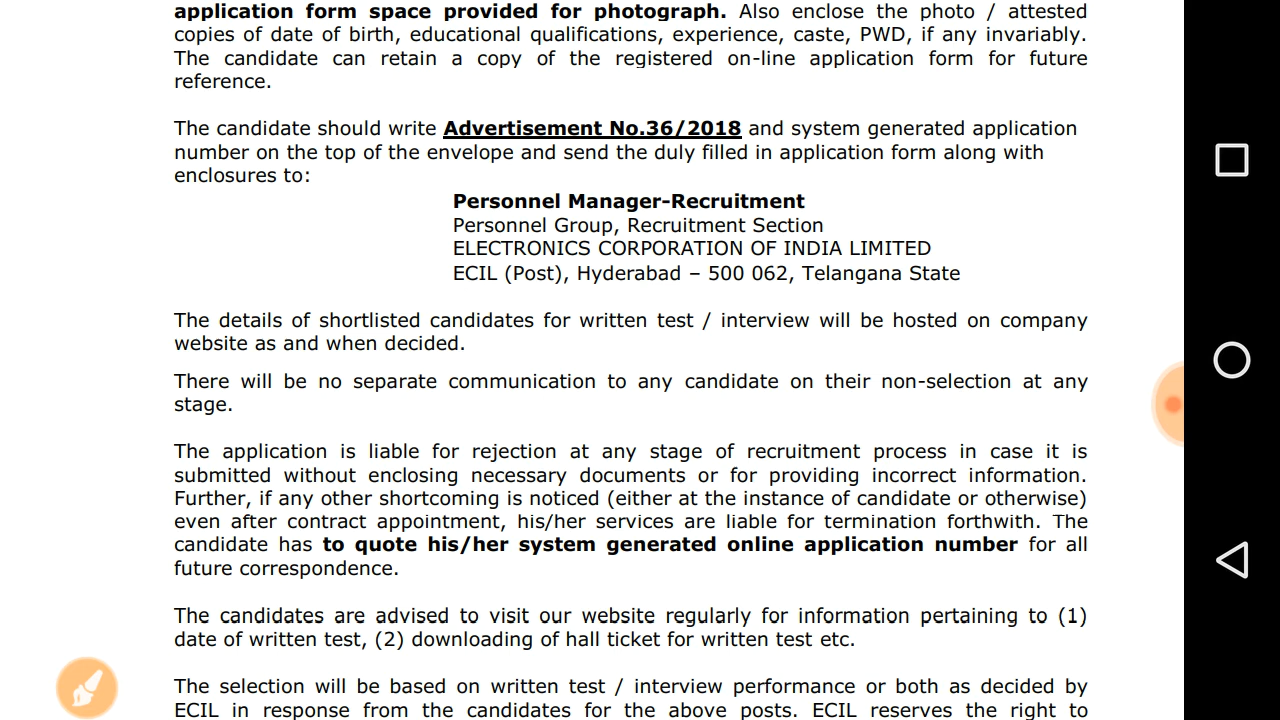 application form space provided for photograph. Also enclose the photo / attested
copies of date of birth, educational qualifications, experience, caste, PWD, if any invariably.
The candidate can retain a copy of the registered on-line application form for future
reference.
The candidate should write Advertisement No.36/2018 and system generated application
number on the top of the envelope and send the duly filled in application form along with
enclosures to:
Personnel Manager-Recruitment
Personnel Group, Recruitment Section
ELECTRONICS CORPORATION OF INDIA LIMITED
ECIL (Post), Hyderabad – 500 062, Telangana State
The details of shortlisted candidates for written test / interview will be hosted on company
website as and when decided.
There will be no separate communication to any candidate on their non-selection at any
stage.
The application is liable for rejection at any stage of recruitment process in case it is
submitted without enclosing necessary documents or for providing incorrect information.
Further, if any other shortcoming is noticed (either at the instance of candidate or otherwise)
even after contract appointment, his/her services are liable for termination forthwith. The
candidate has to quote his/her system generated online application number for all
future correspondence.
The candidates are advised to visit our website regularly for information pertaining to (1)
date of written test, (2) downloading of hall ticket for written test etc.
The selection will be based on written test / interview performance or both as decided by
ECIL in response from the candidates for the above posts. ECIL reserves the right to